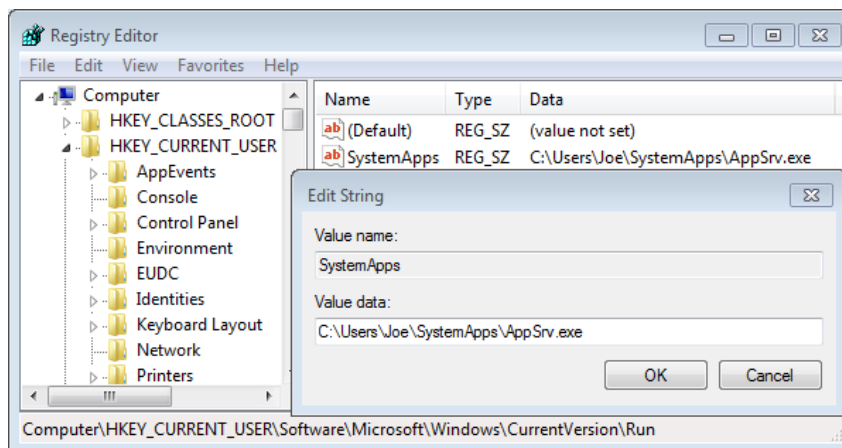 Registry Editor
File Edit View Favorites Help
Computer
HKEY_CLASSES_ROOT
HKEY_CURRENT_USER
AppEvents
Console
Control Panel
Environment
EUDC
Identities
Keyboard Layout
Network
Printers
Name Type Data
ab (Default) REG_SZ (value not set)
ab SystemApps REG_SZ C:\Users\Joe\SystemApps\AppSrv.exe
Edit String
Value name:
SystemApps
Value data:
C:\Users\Joe\SystemApps\AppSrv.exe
OK Cancel
Computer\HKEY_CURRENT_USER\Software\Microsoft\Windows\CurrentVersion\Run